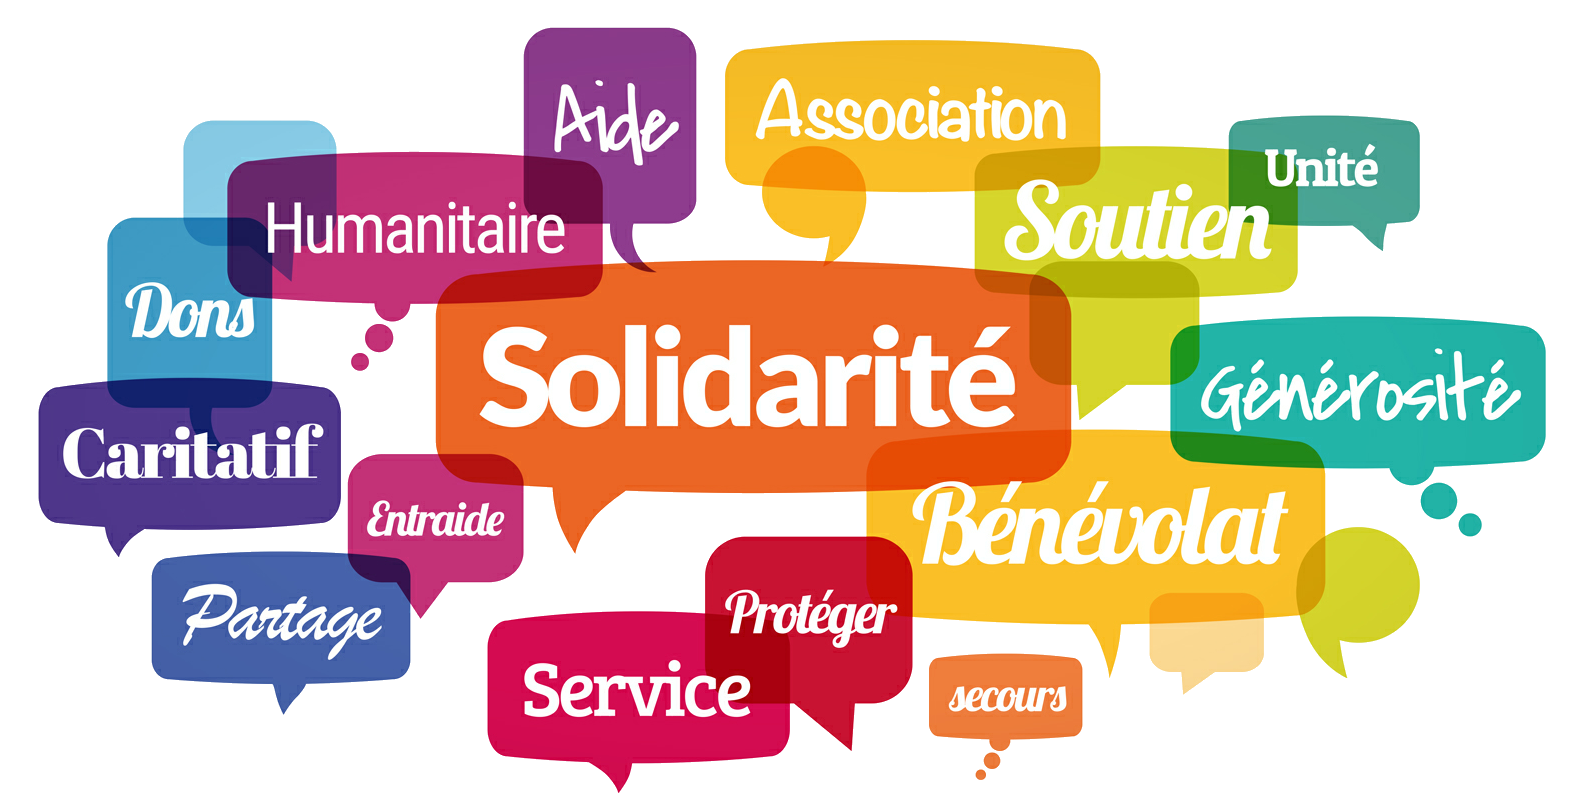 Aide
Association
Unité
Humanitaire
Soutien
Dons
Solidarité
Générosité
Caritatif
Entraide
Bénévolat
Partage
Protéger
Service
secours